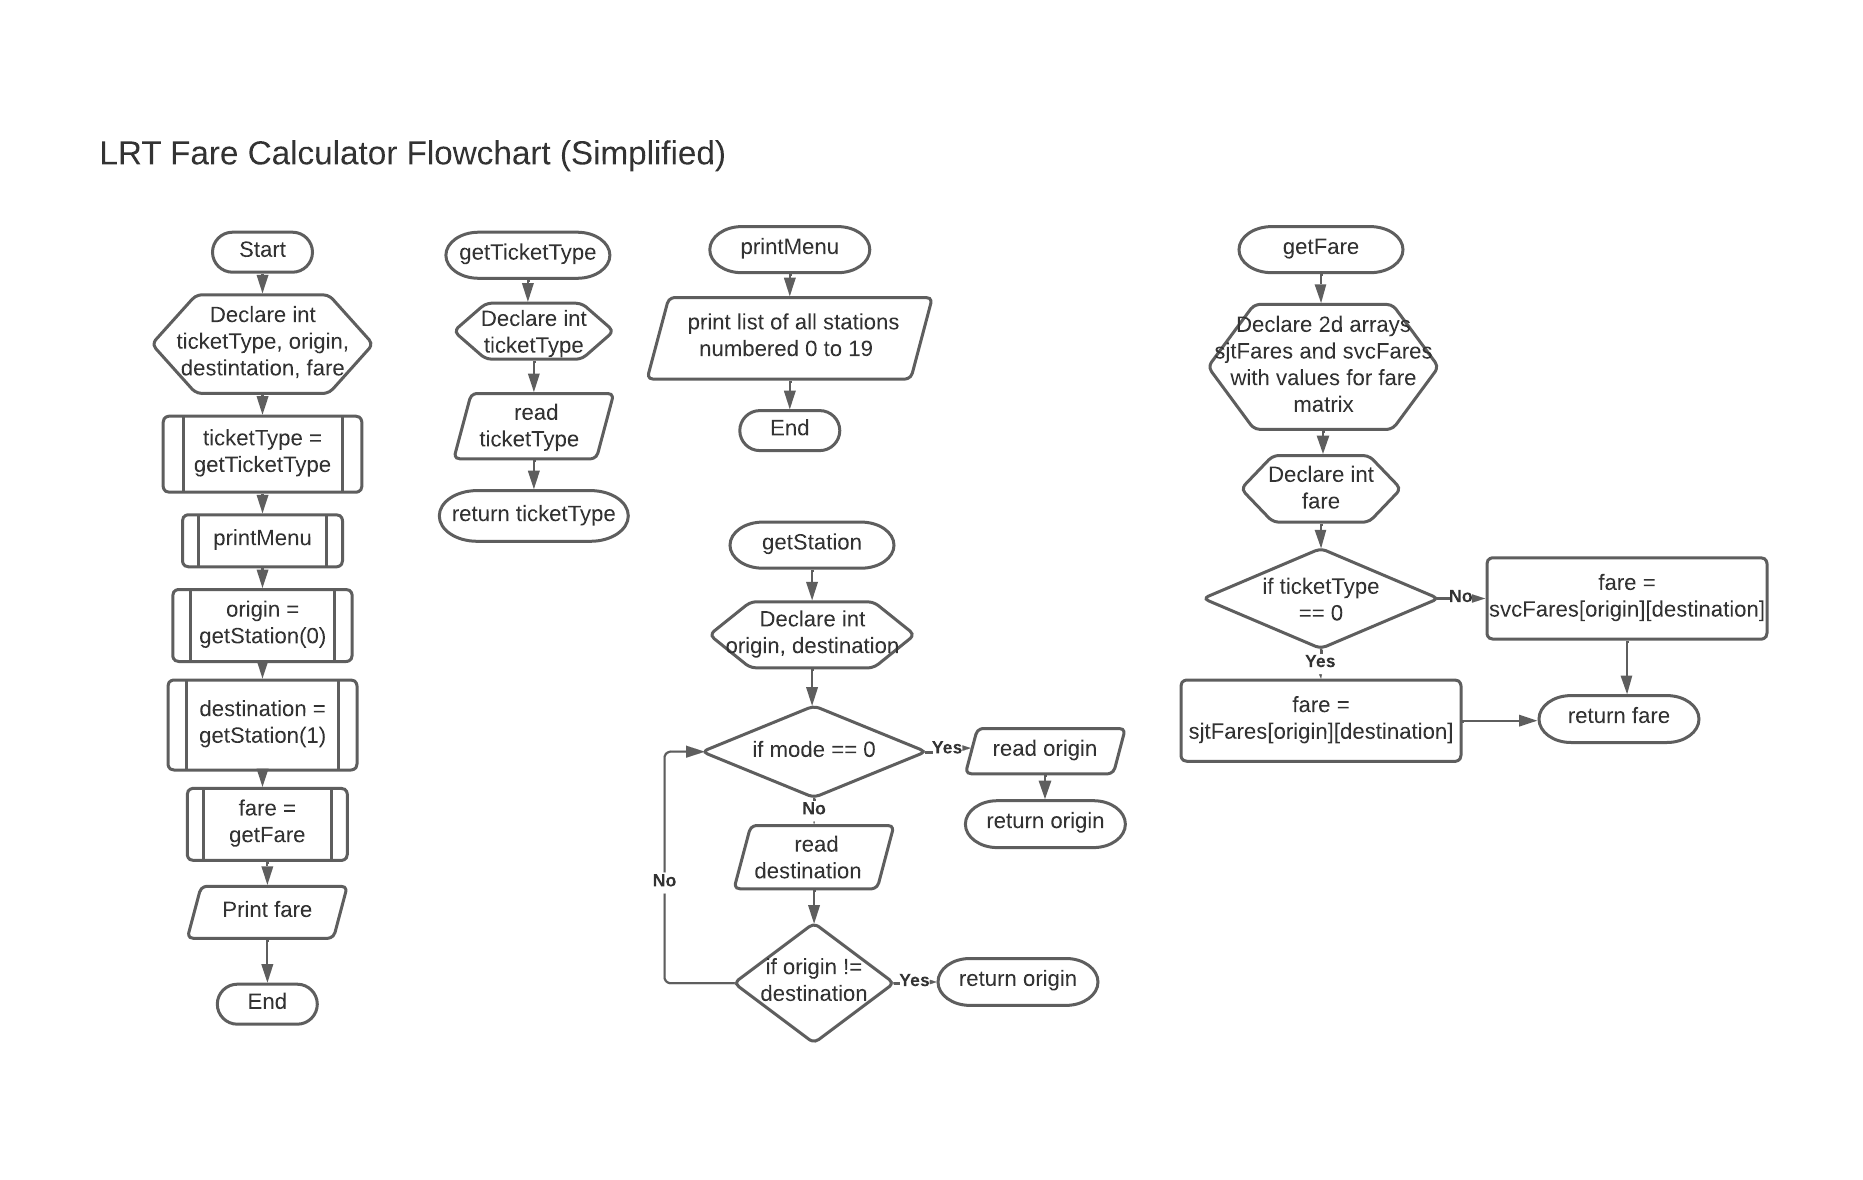 LRT Fare Calculator Flowchart (Simplified)
Start
Declare int
ticketType, origin,
destintation, fare
ticketType =
getTicketType
printMenu
origin =
getStation(0)
destination =
getStation(1)
fare =
getFare
Print fare
End
getTicketType
Declare int
ticketType
read
ticketType
return ticketType
printMenu
print list of all stations
numbered 0 to 19
End
getStation
Declare int
origin, destination
if mode == 0
Yes
read origin
return origin
No
read
destination
No
if origin !=
destination
Yes
return origin
getFare
Declare 2d arrays
sjtFares and svcFares
with values for fare
matrix
Declare int
fare
if ticketType
== 0
No
fare =
svcFares[origin][destination]
Yes
fare =
sjtFares[origin][destination]
return fare